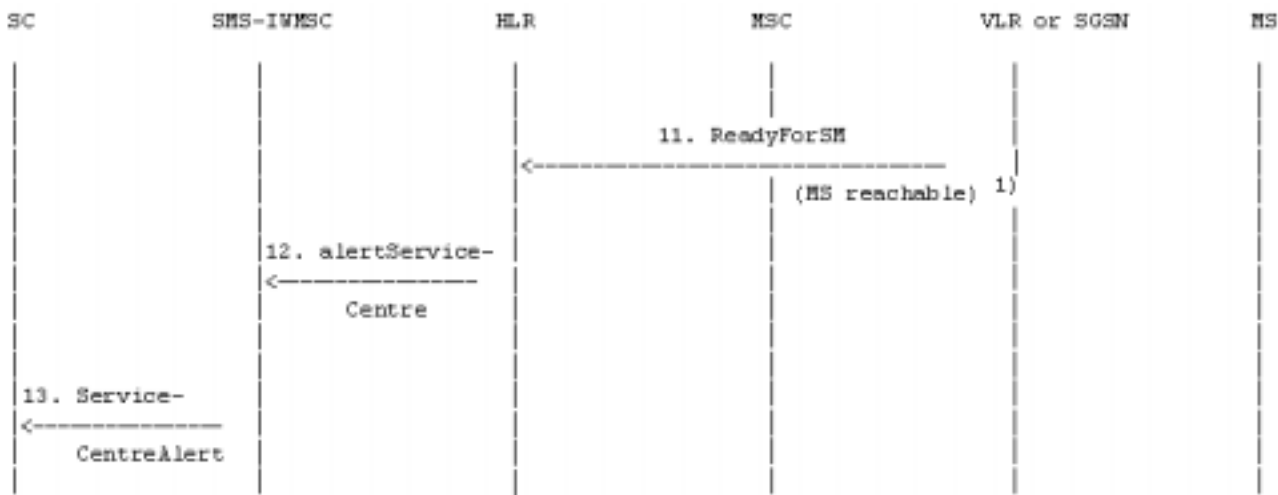 SC SMS-IWMSC HLR MSC VLR or SGSN MS
11. ReadyForSM
(MS reachable) 1)
12. alertService-
Centre
13. Service-
CentreAlert